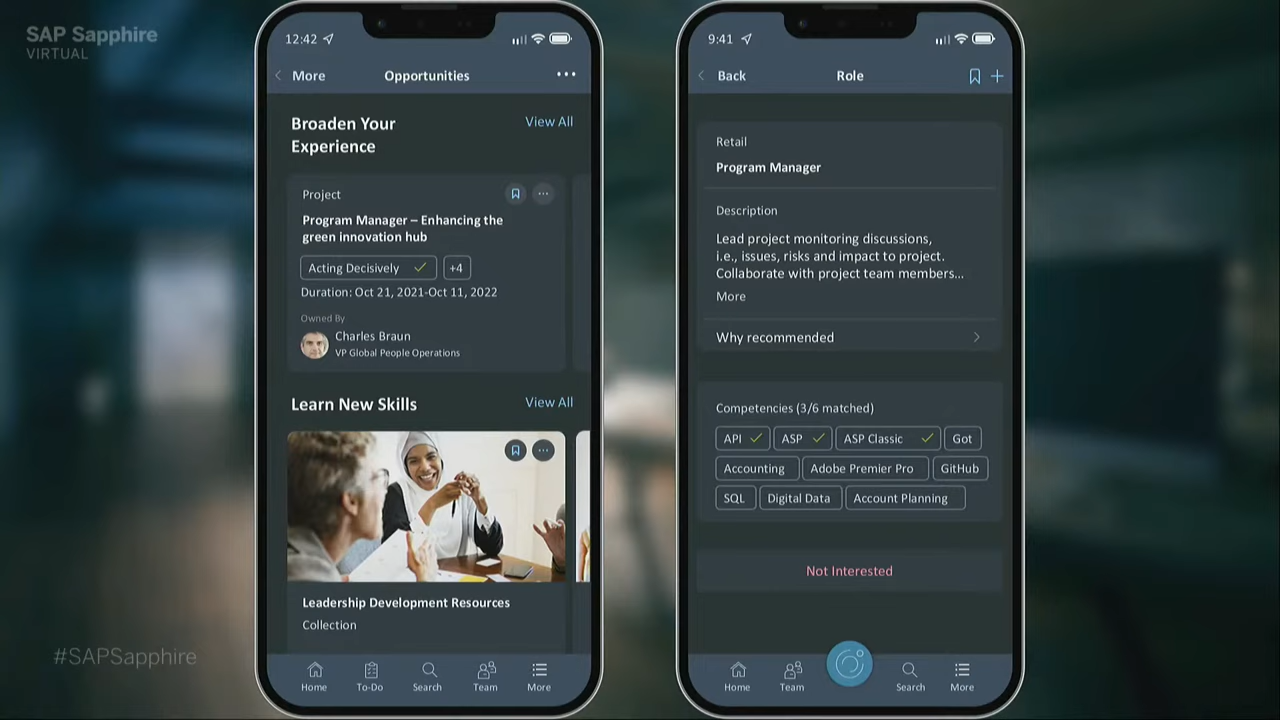 SAP Sapphire
VIRTUAL
12:42
More
Opportunities
Broaden Your
Experience
View All
Project
Program Manager – Enhancing the
green innovation hub
Acting Decisively
+4
Duration: Oct 21, 2021-Oct 11, 2022
Owned By
Charles Braun
VP Global People Operations
Learn New Skills
View All
Leadership Development Resources
Collection
Home
To-Do
Search
Team
More
9:41
Back
Role
Retail
Program Manager
Description
Lead project monitoring discussions,
i.e., issues, risks and impact to project.
Collaborate with project team members...
More
Why recommended
Competencies (3/6 matched)
API
ASP
ASP Classic
Got
Accounting
Adobe Premier Pro
GitHub
SQL
Digital Data
Account Planning
Not Interested
Home
Team
Search
More
#SAPSapphire